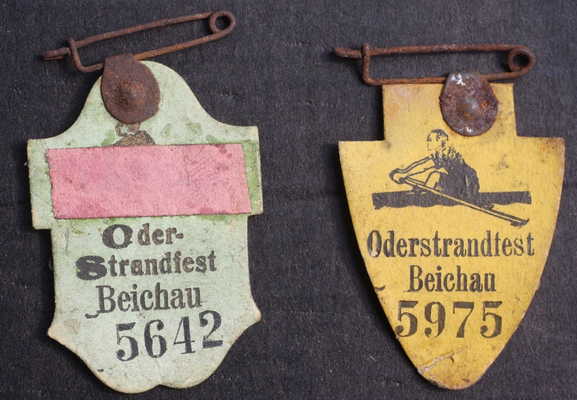 Oder-
Strandfest
Beichau
5642
Oderstrandfest
Beichau
5975